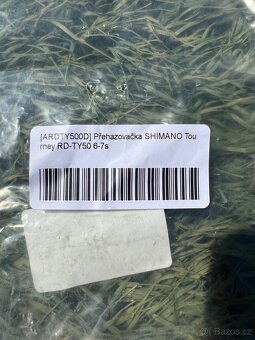 [ARDTY500D] Přehazovačka SHIMANO Tou
rney RD-TY50 6-7s
Bazos.cz